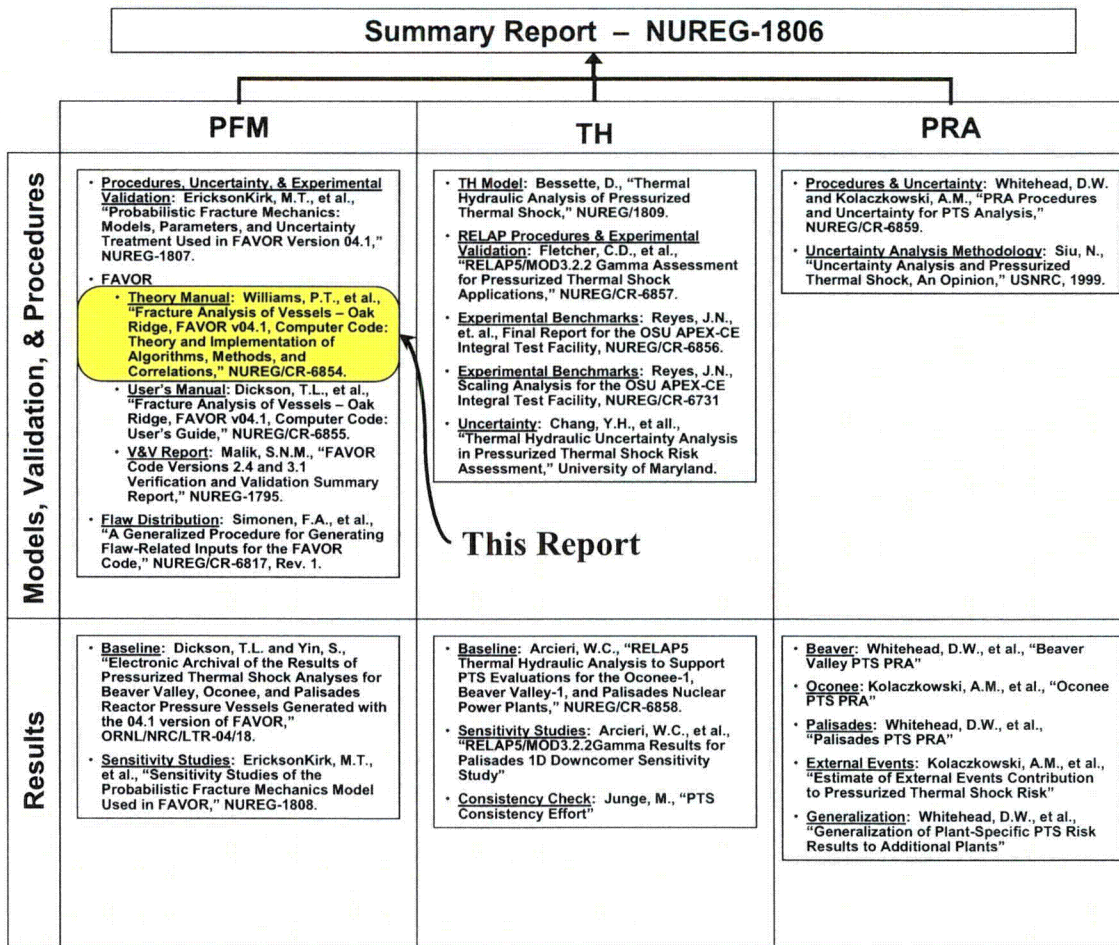 Summary Report – NUREG-1806
PFM
TH
PRA
Models, Validation, & Procedures
• Procedures, Uncertainty, & Experimental
Validation: EricksonKirk, M.T., et al.,
“Probabilistic Fracture Mechanics:
Models, Parameters, and Uncertainty
Treatment Used in FAVOR Version 04.1,”
NUREG-1807.
• FAVOR
• Theory Manual: Williams, P.T., et al.,
“Fracture Analysis of Vessels – Oak
Ridge, FAVOR v04.1, Computer Code:
Theory and Implementation of
Algorithms, Methods, and
Correlations,” NUREG/CR-6854.
• User’s Manual: Dickson, T.L., et al.,
“Fracture Analysis of Vessels – Oak
Ridge, FAVOR v04.1, Computer Code:
User’s Guide,” NUREG/CR-6855.
• V&V Report: Malik, S.N.M., “FAVOR
Code Versions 2.4 and 3.1
Verification and Validation Summary
Report,” NUREG-1795.
• Flaw Distribution: Simonen, F.A., et al.,
“A Generalized Procedure for Generating
Flaw-Related Inputs for the FAVOR
Code,” NUREG/CR-6817, Rev. 1.
• TH Model: Bessette, D., “Thermal
Hydraulic Analysis of Pressurized
Thermal Shock,” NUREG/1809.
• RELAP Procedures & Experimental
Validation: Fletcher, C.D., et al.,
“RELAP5/MOD3.2.2 Gamma Assessment
for Pressurized Thermal Shock
Applications,” NUREG/CR-6857.
• Experimental Benchmarks: Reyes, J.N.,
et. al., Final Report for the OSU APEX-CE
Integral Test Facility, NUREG/CR-6856.
• Experimental Benchmarks: Reyes, J.N.,
Scaling Analysis for the OSU APEX-CE
Integral Test Facility, NUREG/CR-6731
• Uncertainty: Chang, Y.H., et all.,
“Thermal Hydraulic Uncertainty Analysis
in Pressurized Thermal Shock Risk
Assessment,” University of Maryland.
This Report
• Procedures & Uncertainty: Whitehead, D.W.
and Kolaczkowski, A.M., “PRA Procedures
and Uncertainty for PTS Analysis,”
NUREG/CR-6859.
• Uncertainty Analysis Methodology: Siu, N.,
“Uncertainty Analysis and Pressurized
Thermal Shock, An Opinion,” USNRC, 1999.
Results
• Baseline: Dickson, T.L. and Yin, S.,
“Electronic Archival of the Results of
Pressurized Thermal Shock Analyses for
Beaver Valley, Oconee, and Palisades
Reactor Pressure Vessels Generated with
the 04.1 version of FAVOR,”
ORNL/NRC/LTR-04/18.
• Sensitivity Studies: EricksonKirk, M.T.,
et al., “Sensitivity Studies of the
Probabilistic Fracture Mechanics Model
Used in FAVOR,” NUREG-1808.
• Baseline: Arcieri, W.C., “RELAP5
Thermal Hydraulic Analysis to Support
PTS Evaluations for the Oconee-1,
Beaver Valley-1, and Palisades Nuclear
Power Plants,” NUREG/CR-6858.
• Sensitivity Studies: Arcieri, W.C., et al.,
“RELAP5/MOD3.2.2Gamma Results for
Palisades 1D Downcomer Sensitivity
Study”
• Consistency Check: Junge, M., “PTS
Consistency Effort”
• Beaver: Whitehead, D.W., et al., “Beaver
Valley PTS PRA”
• Oconee: Kolaczkowski, A.M., et al., “Oconee
PTS PRA”
• Palisades: Whitehead, D.W., et al.,
“Palisades PTS PRA”
• External Events: Kolaczkowski, A.M., et al.,
“Estimate of External Events Contribution
to Pressurized Thermal Shock Risk”
• Generalization: Whitehead, D.W., et al.,
“Generalization of Plant-Specific PTS Risk
Results to Additional Plants”